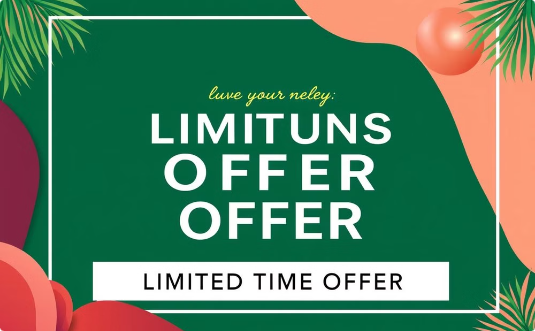 luve your neley:
LIMITUNS
OFFER
OFFER
LIMITED TIME OFFER